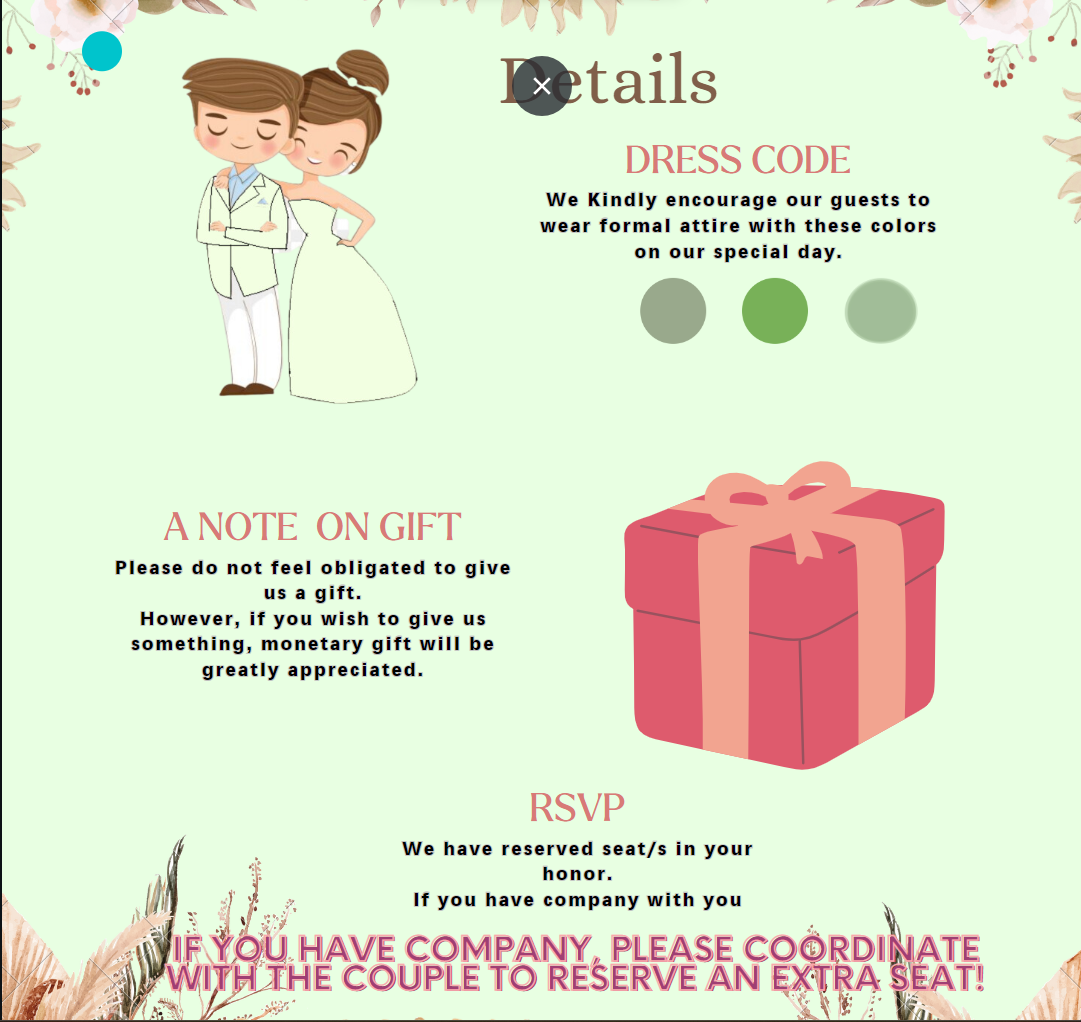 Details
DRESS CODE
We Kindly encourage our guests to
wear formal attire with these colors
on our special day.
A NOTE ON GIFT
Please do not feel obligated to give
us a gift.
However, if you wish to give us
something, monetary gift will be
greatly appreciated.
RSVP
We have reserved seat/s in your
honor.
If you have company with you
IF YOU HAVE COMPANY, PLEASE COORDINATE
WITH THE COUPLE TO RESERVE AN EXTRA SEAT!